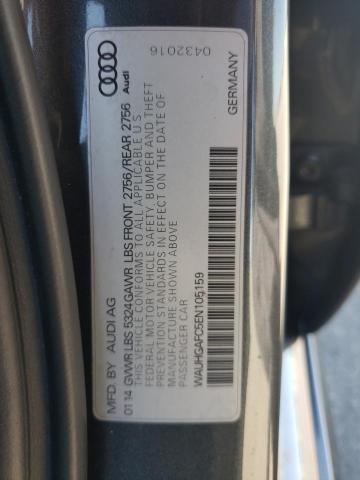 MFD. BY AUDI AG
01 14 GVWR LBS 5324 GAWR LBS FRONT 2756/REAR 2756
THIS VEHICLE CONFORMS TO ALL APPLICABLE U.S.
FEDERAL MOTOR VEHICLE SAFETY, BUMPER AND THEFT
PREVENTION STANDARDS IN EFFECT ON THE DATE OF
MANUFACTURE SHOWN ABOVE
PASSENGER CAR
WAUHGAFC5EN105159
Audi
0432016
GERMANY